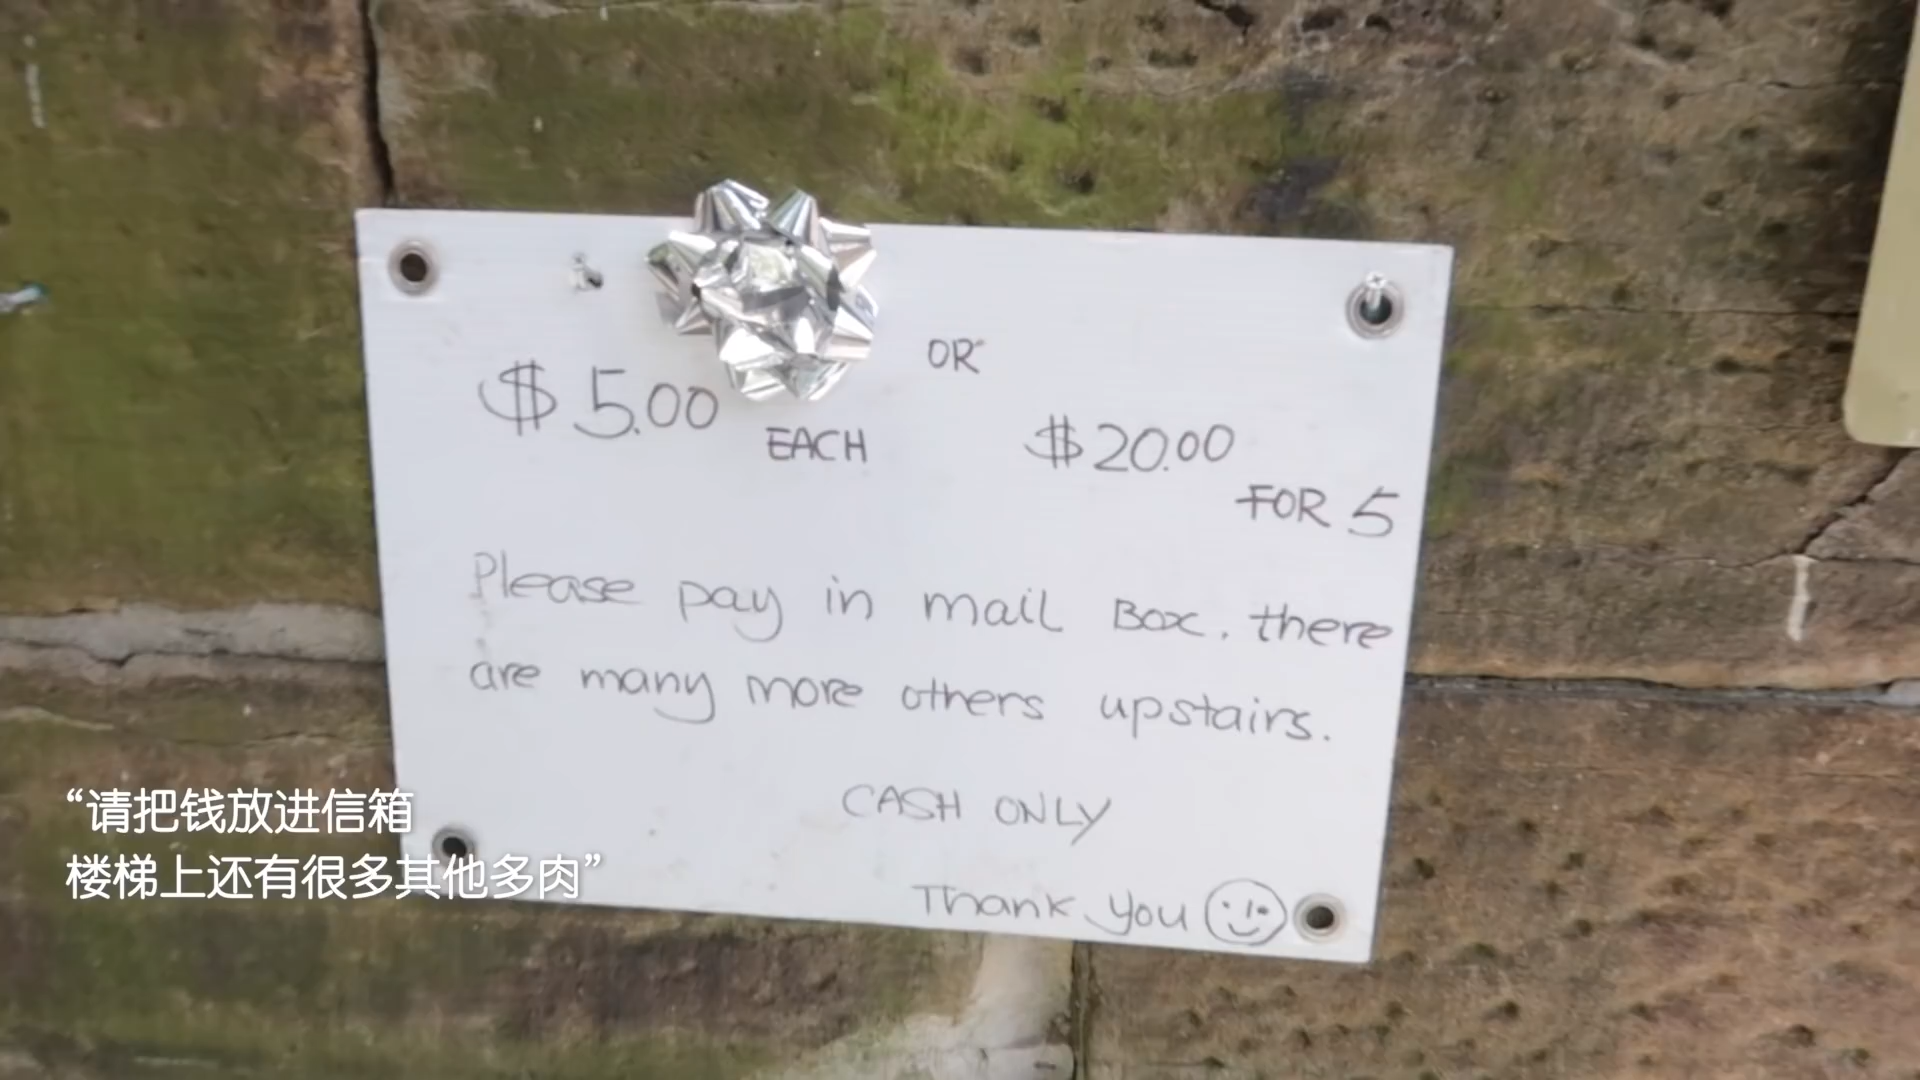 $5.00 EACH OR
$20.00
FOR 5
Please pay in mail Box. there
are many more others upstairs.
CASH ONLY
Thank you
“请把钱放进信箱
楼梯上还有很多其他多肉”